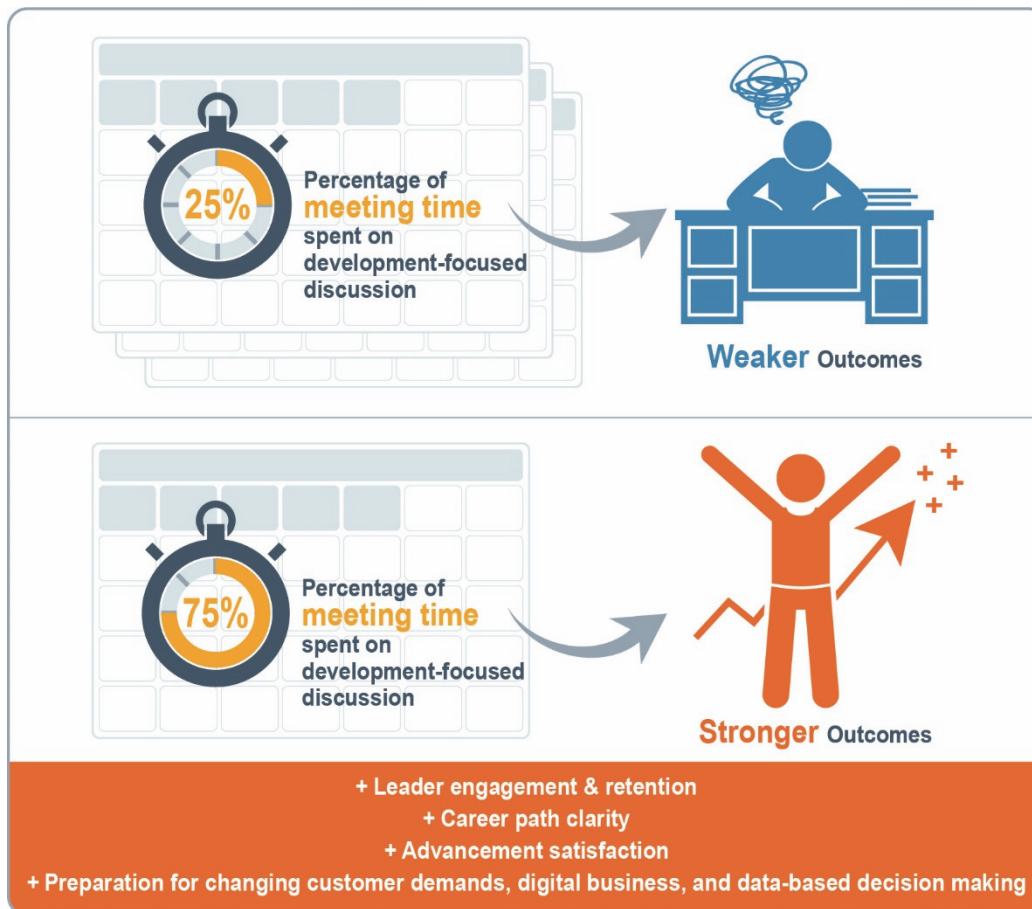 25%
Percentage of
meeting time
spent on
development-focused
discussion
Weaker Outcomes
75%
Percentage of
meeting time
spent on
development-focused
discussion
Stronger Outcomes
+ Leader engagement & retention
+ Career path clarity
+ Advancement satisfaction
+ Preparation for changing customer demands, digital business, and data-based decision making